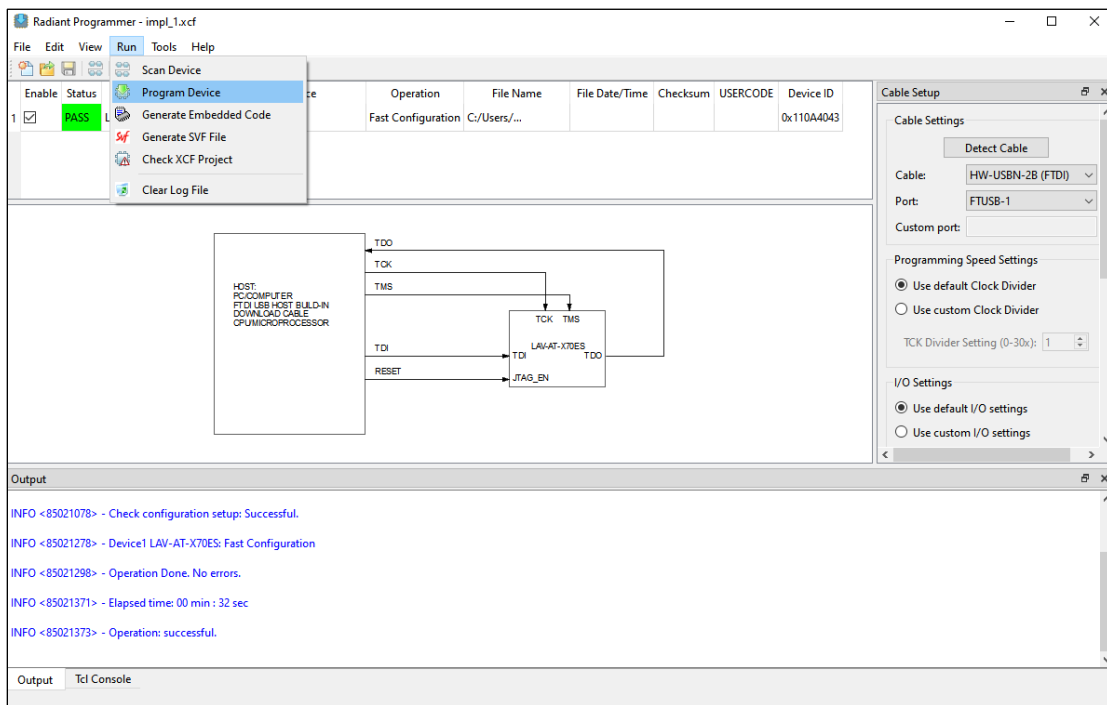 Radiant Programmer - impl_1.xcf
File Edit View Run Tools Help
Scan Device
Program Device
Generate Embedded Code
Generate SVF File
Check XCF Project
Clear Log File
Enable Status Operation File Name File Date/Time Checksum USERCODE Device ID
1 PASS L Fast Configuration C:/Users/... 0x110A4043
HOST:
PC/COMPUTER
FTDI USB HOST BUILD-IN
DOWNLOAD CABLE
CPU/MICROPROCESSOR
TDO
TCK
TMS
TDI
RESET
TCK TMS
LAV-AT-X70ES
TDI TDO
JTAG_EN
Cable Setup
Cable Settings
Detect Cable
Cable: HW-USBN-2B (FTDI)
Port: FTUSB-1
Custom port:
Programming Speed Settings
Use default Clock Divider
Use custom Clock Divider
TCK Divider Setting (0-30x): 1
I/O Settings
Use default I/O settings
Use custom I/O settings
Output
INFO <85021078> - Check configuration setup: Successful.
INFO <85021278> - Device1 LAV-AT-X70ES: Fast Configuration
INFO <85021298> - Operation Done. No errors.
INFO <85021371> - Elapsed time: 00 min : 32 sec
INFO <85021373> - Operation: successful.
Output Tcl Console